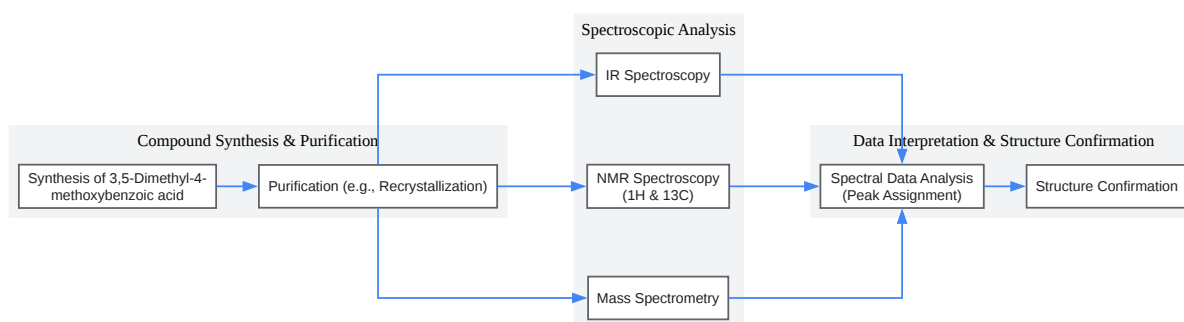 Spectroscopic Analysis
IR Spectroscopy
Compound Synthesis & Purification
Data Interpretation & Structure Confirmation
Synthesis of 3,5-Dimethyl-4-
methoxybenzoic acid
Purification (e.g., Recrystallization)
NMR Spectroscopy
(1H & 13C)
Spectral Data Analysis
(Peak Assignment)
Structure Confirmation
Mass Spectrometry